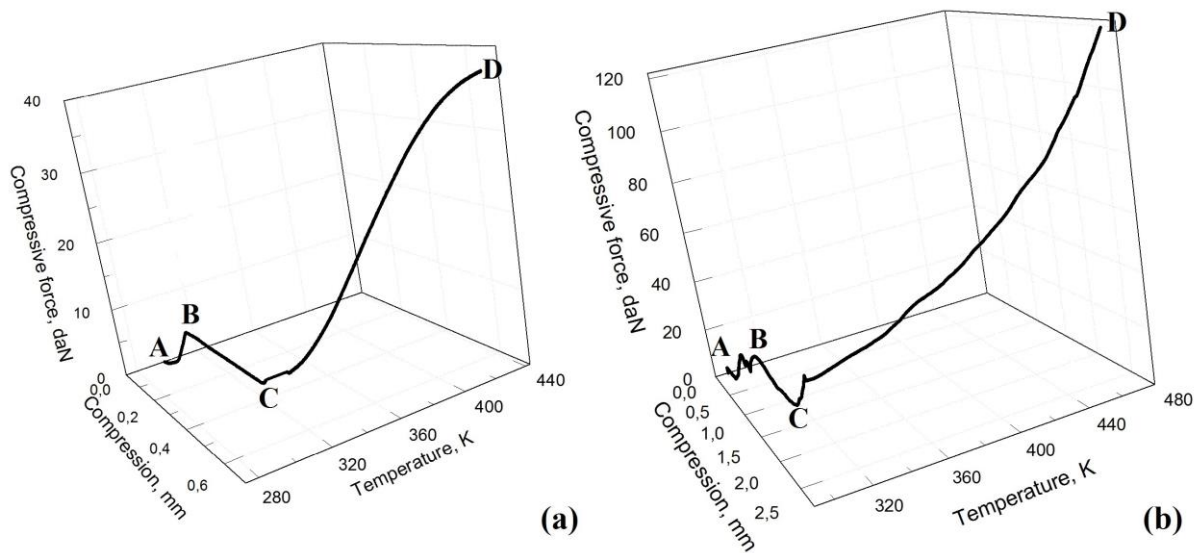 40
30
20
10
0
0,0
0,2
0,4
0,6
Compressive force, daN
Compression, mm
280
320
360
400
440
Temperature, K
A
B
C
D
(a)
120
100
80
60
40
20
0
0,0
0,5
1,0
1,5
2,0
2,5
Compressive force, daN
Compression, mm
320
360
400
440
480
Temperature, K
A
B
C
D
(b)